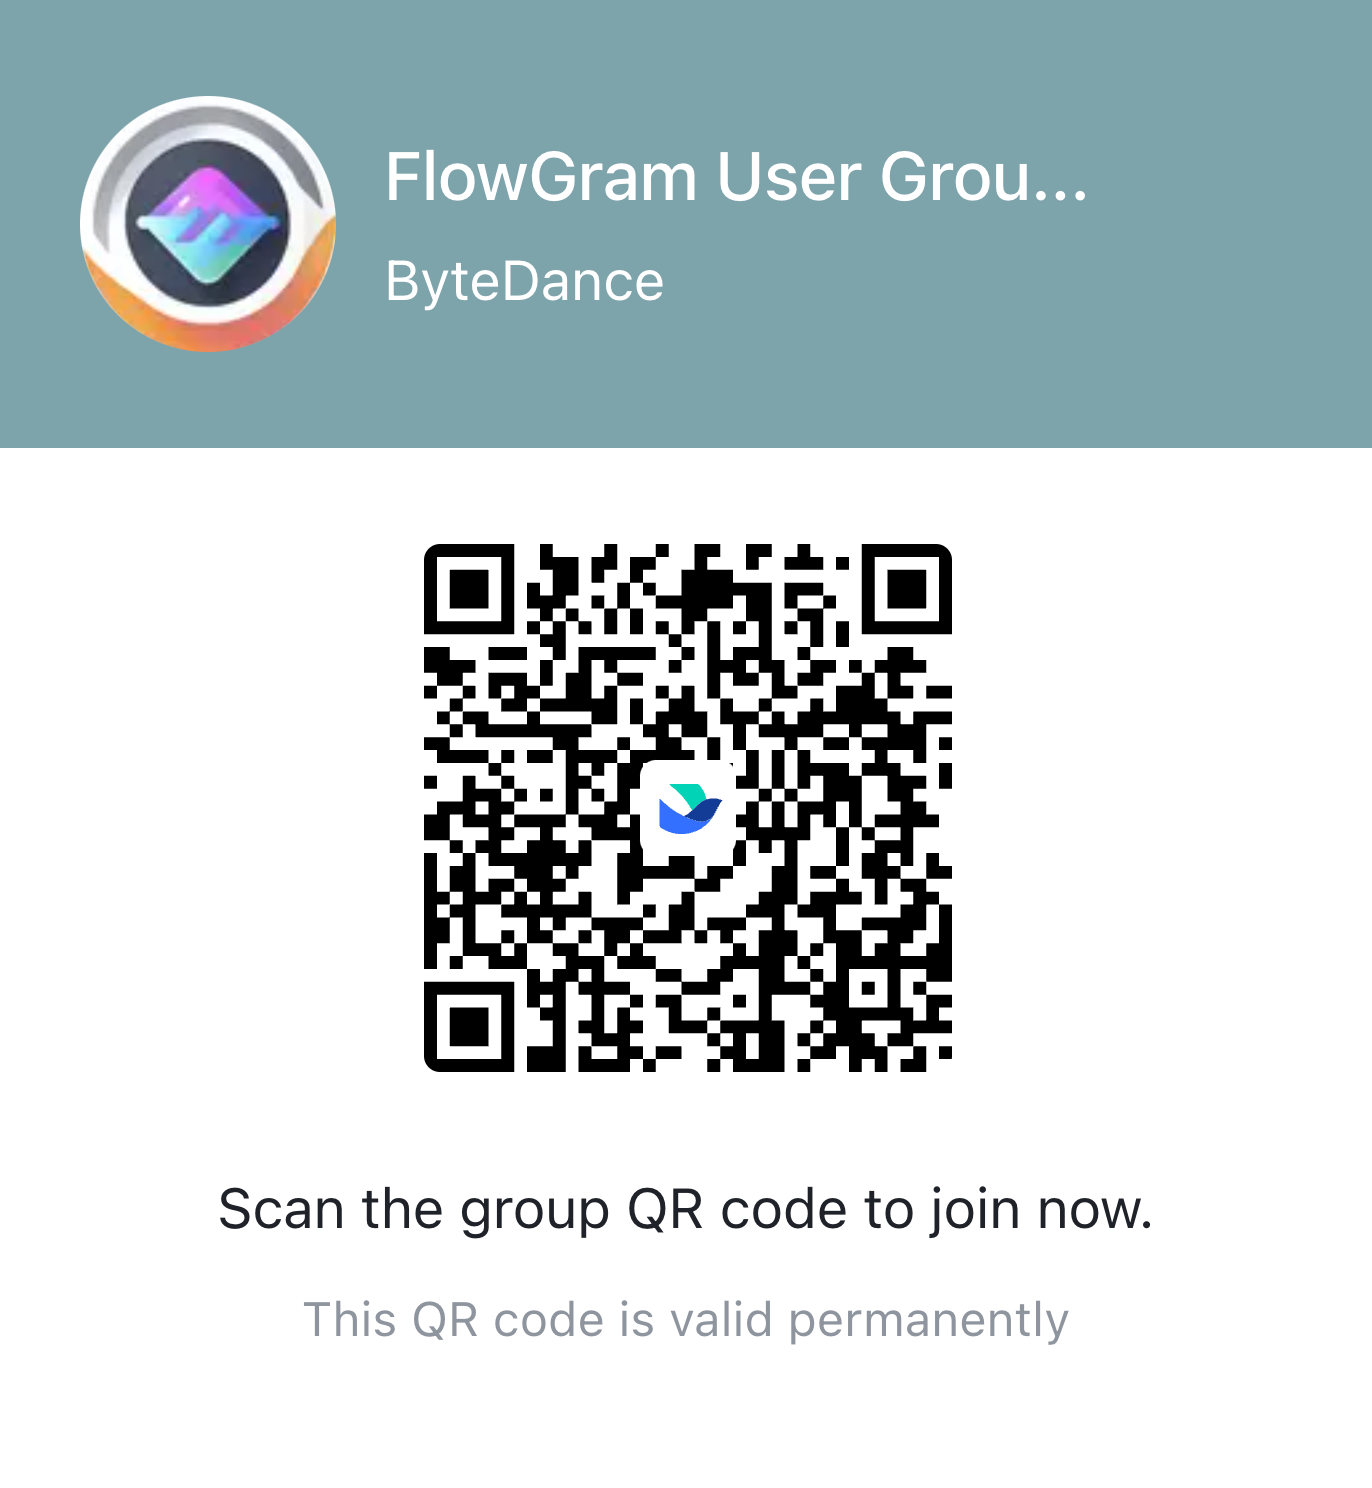 FlowGram User Grou...
ByteDance
Scan the group QR code to join now.
This QR code is valid permanently